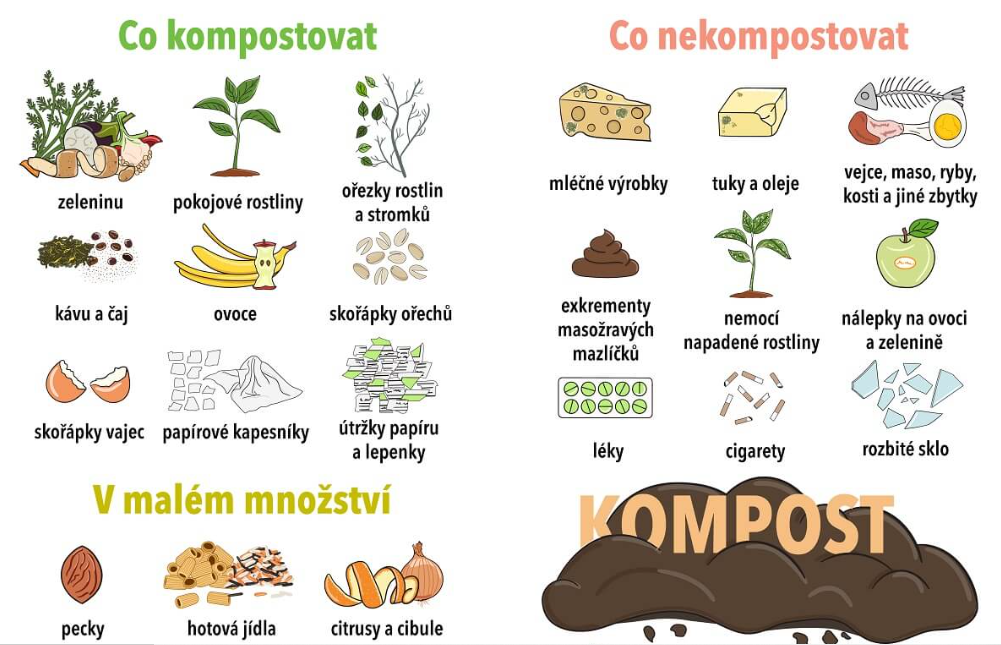 Co kompostovat
zeleninu
pokojové rostliny
ořezky rostlin
a stromků
kávu a čaj
ovoce
skořápky ořechů
skořápky vajec
papírové kapesníky
útržky papíru
a lepenky
V malém množství
pecky
hotová jídla
citrusy a cibule
Co nekompostovat
mléčné výrobky
tuky a oleje
vejce, maso, ryby,
kosti a jiné zbytky
exkrementy
masožravých
mazlíčků
nemocí
napadené rostliny
nálepky na ovoci
a zelenině
léky
cigarety
rozbité sklo
KOMPOST